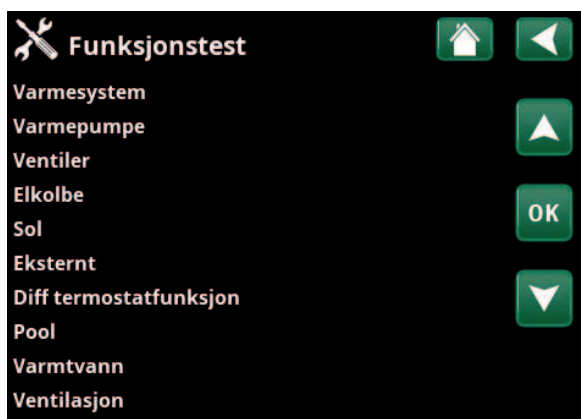 Funksjonstest
Varmesystem
Varmepumpe
Ventiler
Elkolbe
Sol
OK
Eksternt
Diff termostatfunksjon
Pool
Varmtvann
Ventilasjon